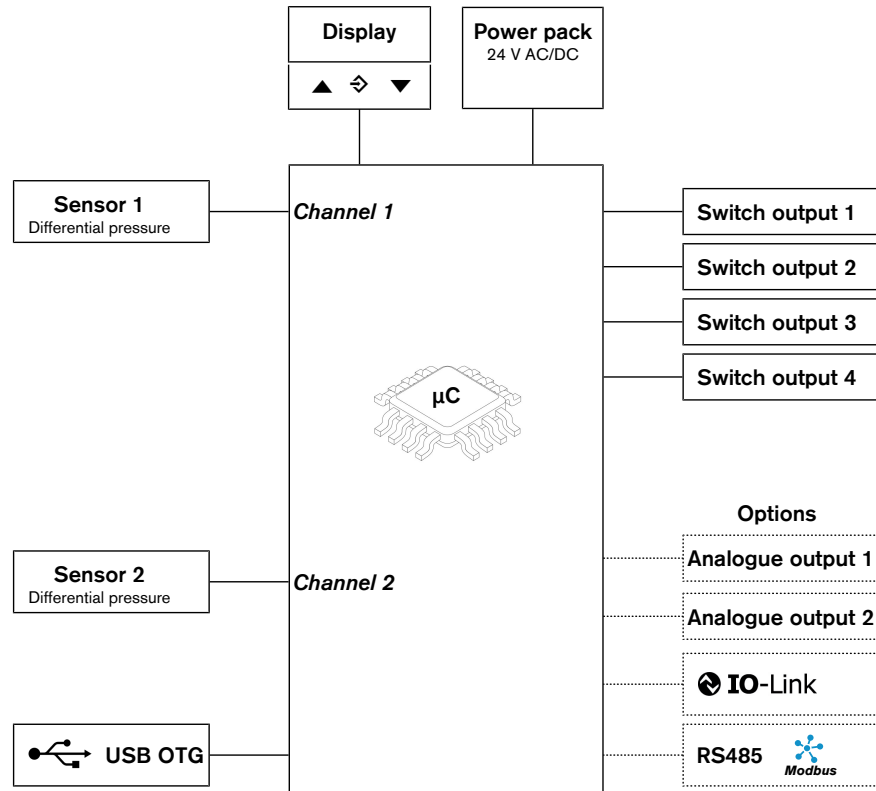 Display
Power pack
24 V AC/DC
Sensor 1
Differential pressure
Channel 1
Switch output 1
Switch output 2
Switch output 3
Switch output 4
µC
Options
Analogue output 1
Sensor 2
Differential pressure
Channel 2
Analogue output 2
IO-Link
USB OTG
RS485
Modbus